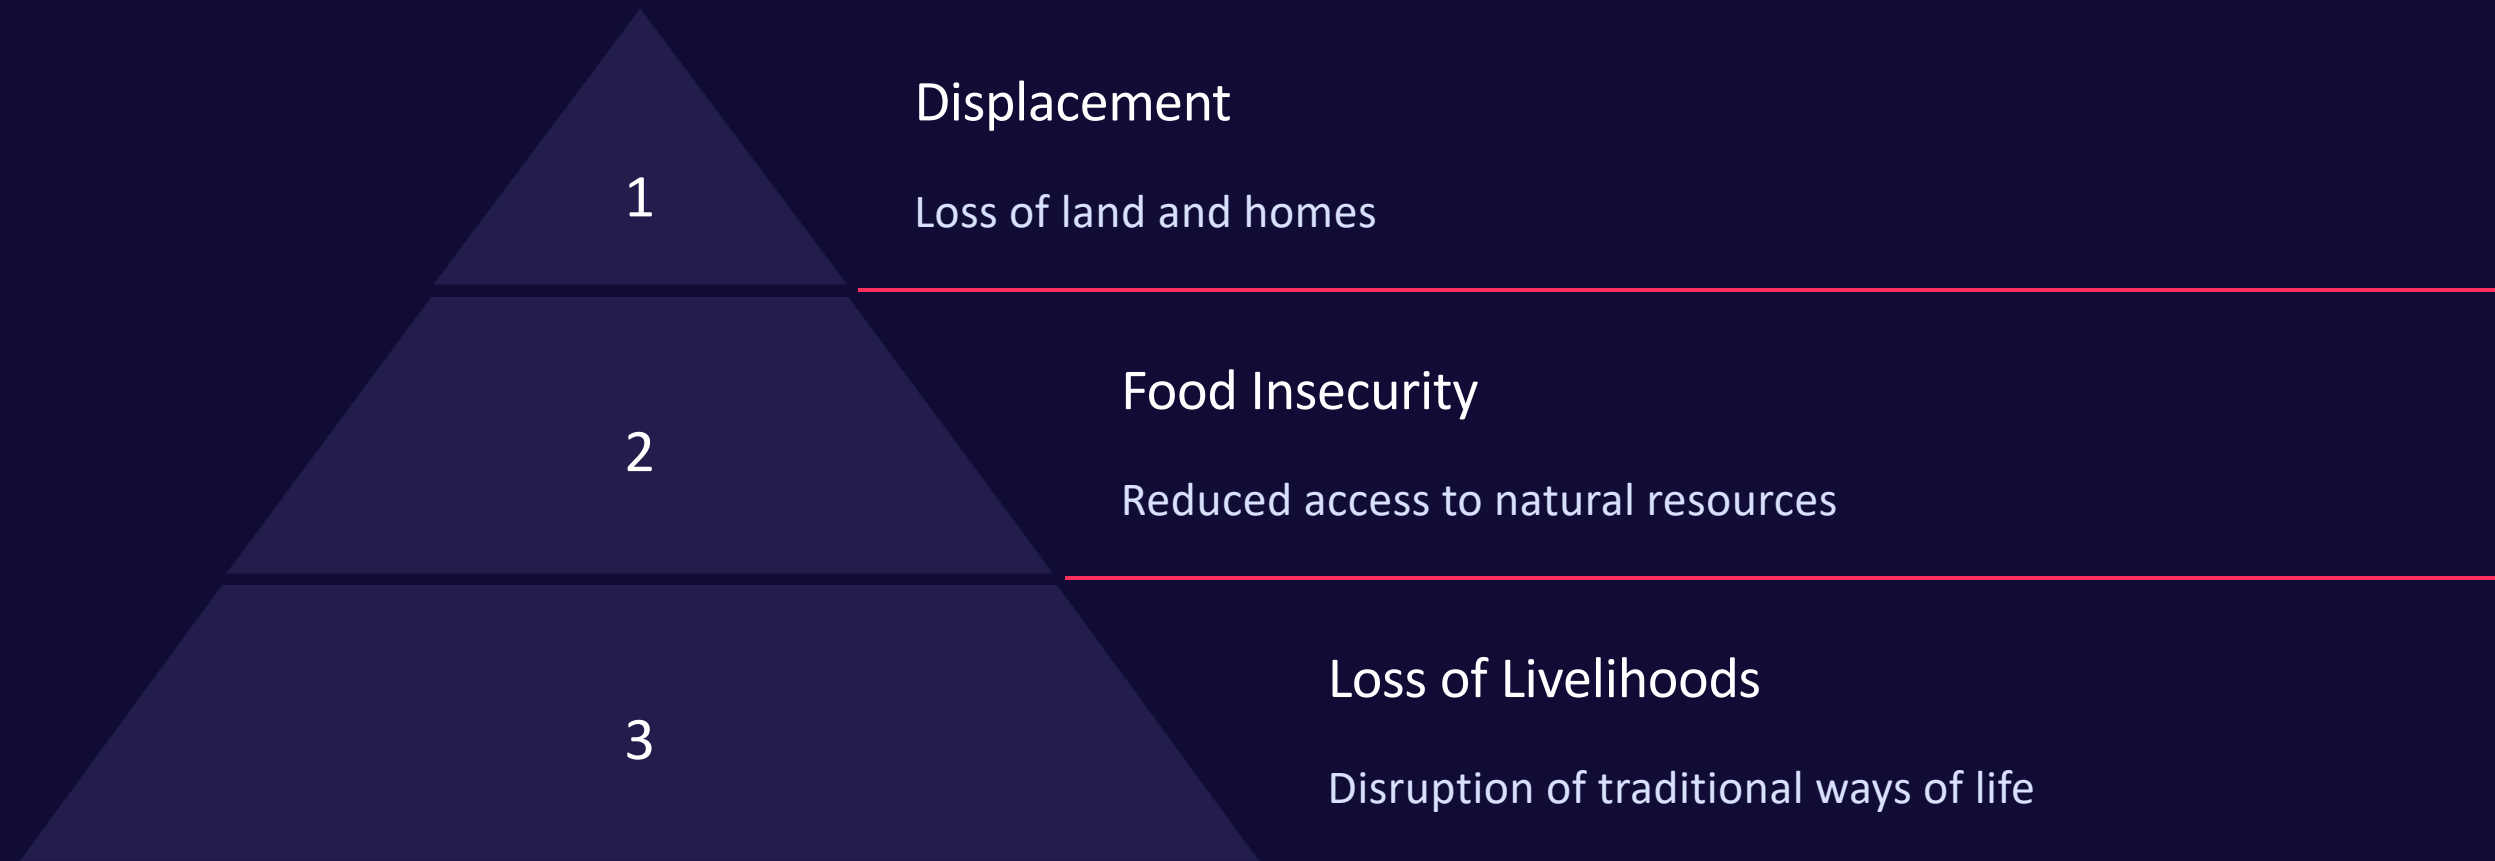 Displacement
1
Loss of land and homes
Food Insecurity
2
Reduced access to natural resources
Loss of Livelihoods
3
Disruption of traditional ways of life